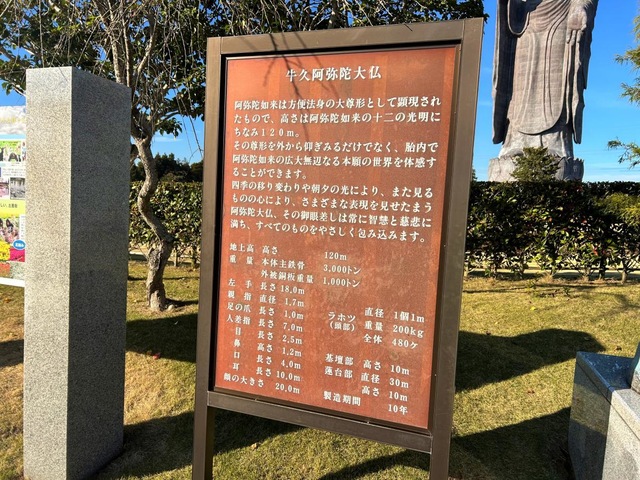 牛久阿弥陀大仏
阿弥陀如来は方便法身の大尊形として顕現され
たもので、高さは阿弥陀如来の十二の光明に
ちなみ120m。
その尊形を外から仰ぎみるだけでなく、胎内で
阿弥陀如来の広大無辺なる本願の世界を体感す
ることができます。
四季の移り変わりや朝夕の光により、また見る
ものの心により、さまざまな表現を見せたまう
阿弥陀大仏、その御眼差しは常に智慧と慈悲に
満ち、すべてのものをやさしく包み込みます。
地上高 高さ 120m
重量 本体主鉄骨 3,000トン
外被銅板重量 1,000トン
左手 長さ 18.0m
親指 直径 1.7m
足の爪 長さ 1.0m
人差指 長さ 7.0m
目 長さ 2.5m
鼻 高さ 1.2m
口 長さ 4.0m
耳 長さ 10.0m
顔の大きさ 20.0m
ラホツ 直径 1個1m
(頭部) 重量 200kg
全体 480ヶ
基壇部 高さ 10m
蓮台部 直径 30m
高さ 10m
製造期間 10年